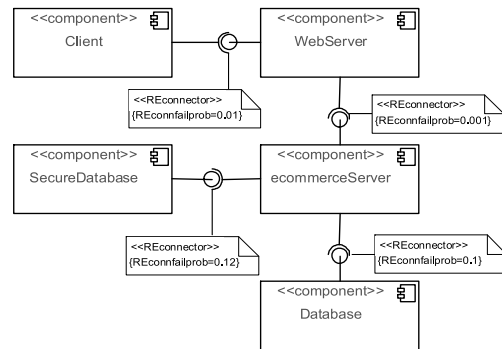 <<component>>
Client
<<component>>
WebServer
<<REconnector>>
{REconnfailprob=0.01}
<<REconnector>>
{REconnfailprob=0.001}
<<component>>
SecureDatabase
<<component>>
ecommerceServer
<<REconnector>>
{REconnfailprob=0.12}
<<REconnector>>
{REconnfailprob=0.1}
<<component>>
Database